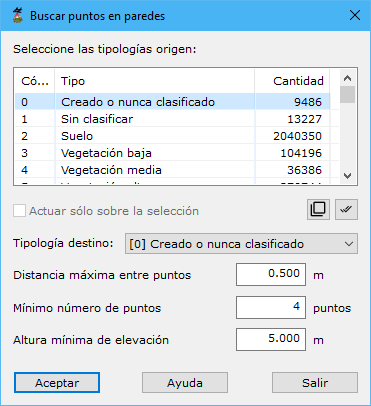 Buscar puntos en paredes
Seleccione las tipologías origen:
Có... Tipo Cantidad
0 Creado o nunca clasificado 9486
1 Sin clasificar 13227
2 Suelo 2040350
3 Vegetación baja 104196
4 Vegetación media 36386
Actuar sólo sobre la selección
Tipología destino: [0] Creado o nunca clasificado
Distancia máxima entre puntos 0.500 m
Mínimo número de puntos 4 puntos
Altura mínima de elevación 5.000 m
Aceptar Ayuda Salir